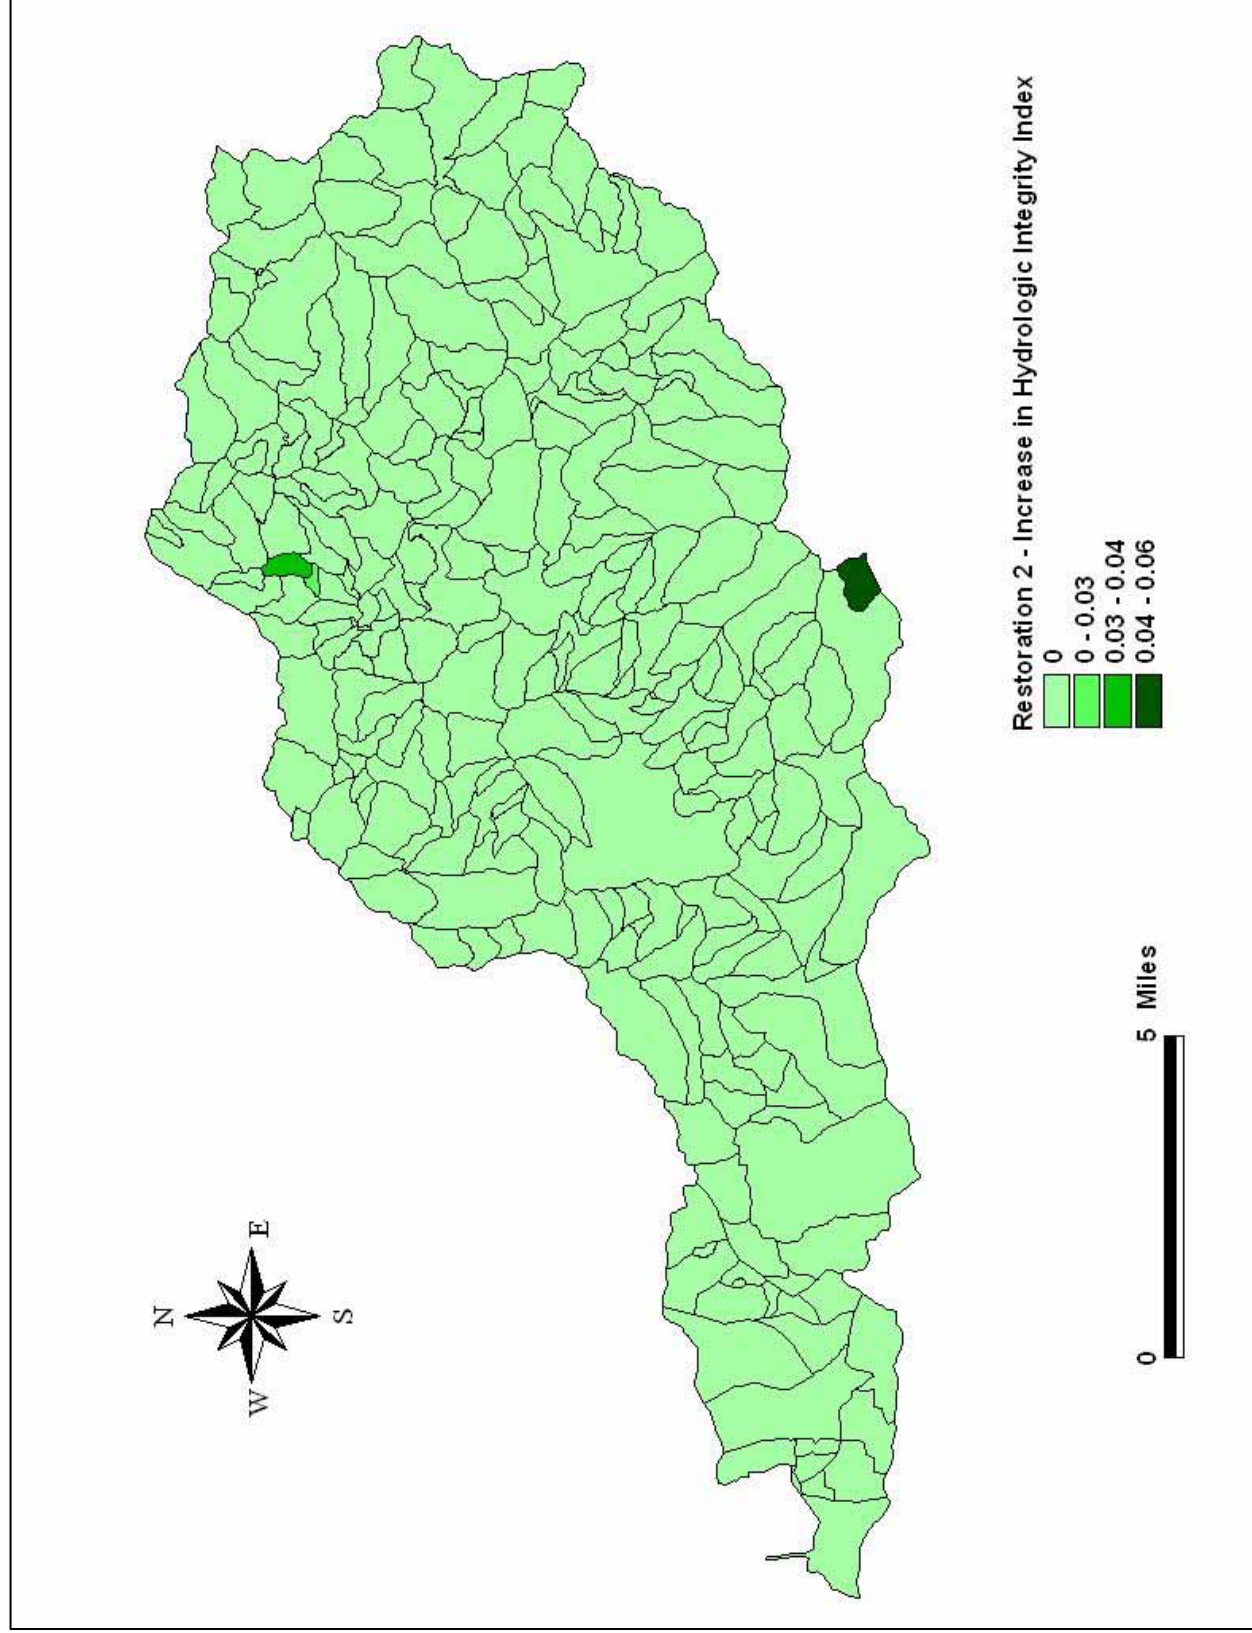 N
W
E
S
Restoration 2 - Increase in Hydrologic Integrity Index
0
0 - 0.03
0.03 - 0.04
0.04 - 0.06
0
5 Miles